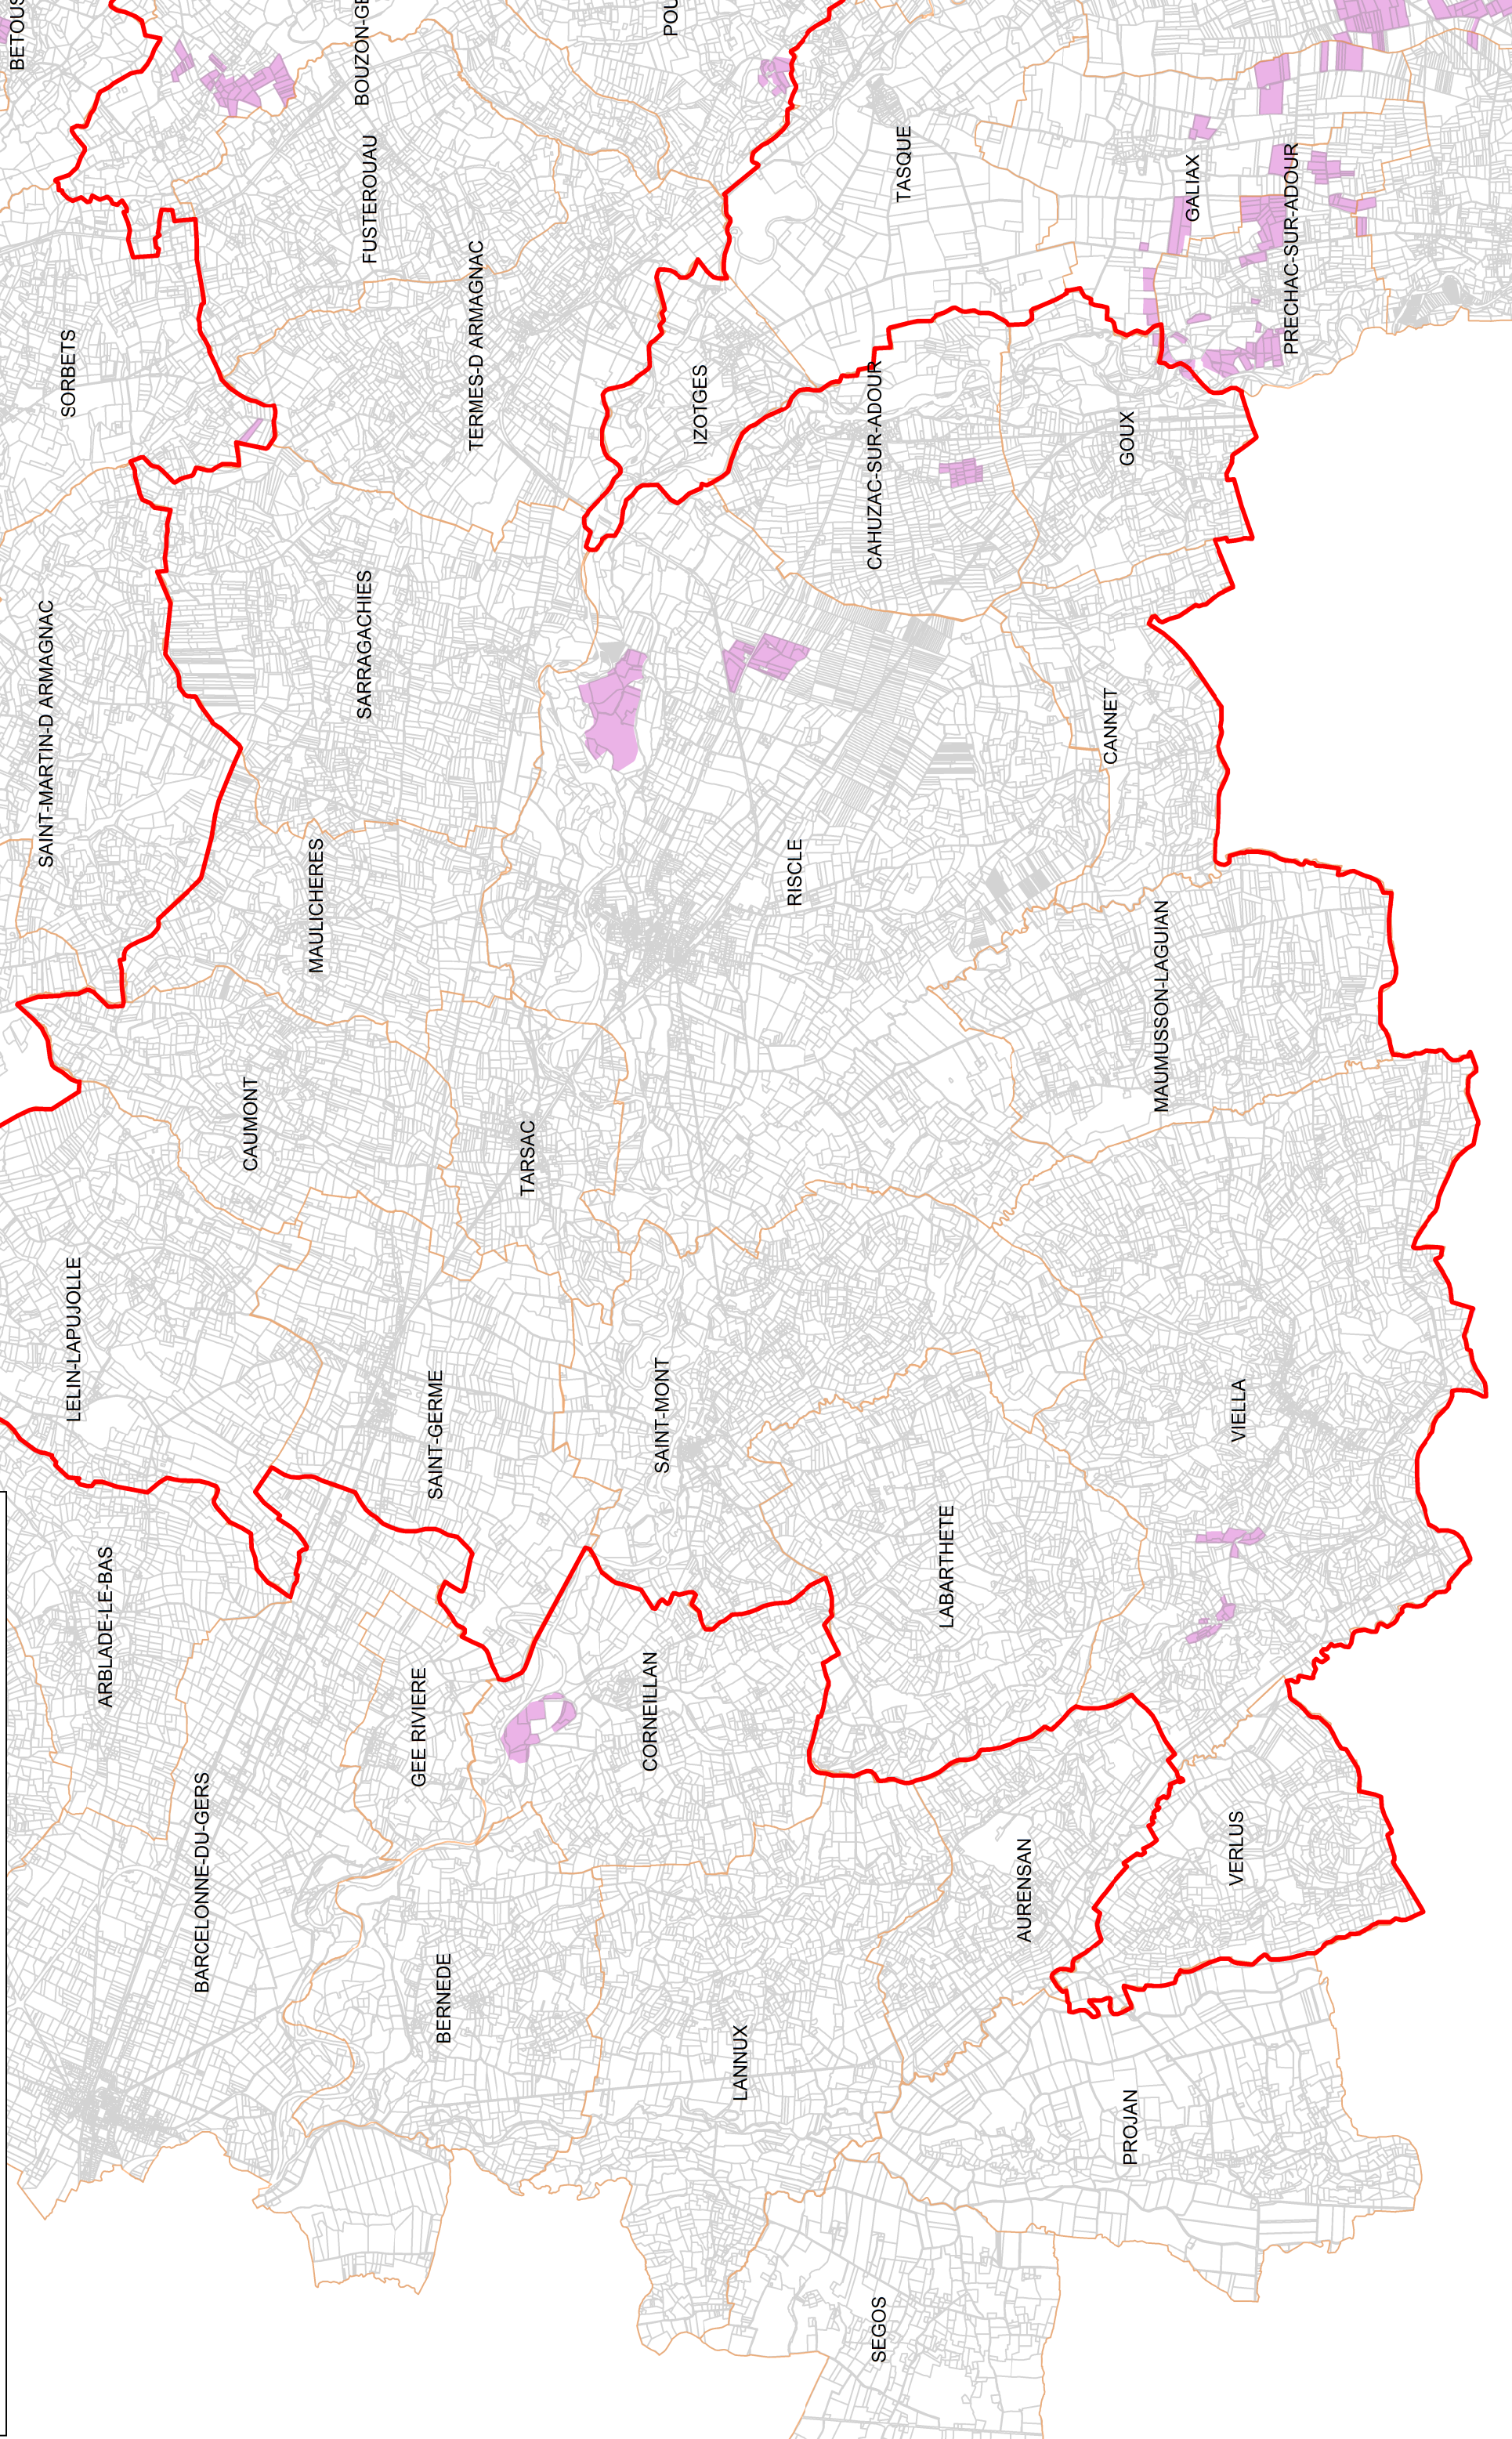 BETOUS
BOUZON-GE
POU
SORBETS
FUSTEROUAU
TERMES-D ARMAGNAC
TASQUE
GALIAX
PRECHAC-SUR-ADOUR
IZOTGES
CAHUZAC-SUR-ADOUR
GOUX
SAINT-MARTIN-D ARMAGNAC
SARRAGACHIES
CANNET
MAULICHERES
RISCLE
MAUMUSSON-LAGUIAN
CAUMONT
TARSAC
LELIN-LAPUJOLLE
SAINT-GERME
SAINT-MONT
VIELLA
ARBLADE-LE-BAS
LABARTHETE
GEE RIVIERE
CORNEILLAN
BARCELONNE-DU-GERS
AURENSAN
VERLUS
BERNEDE
LANNUX
PROJAN
SEGOS